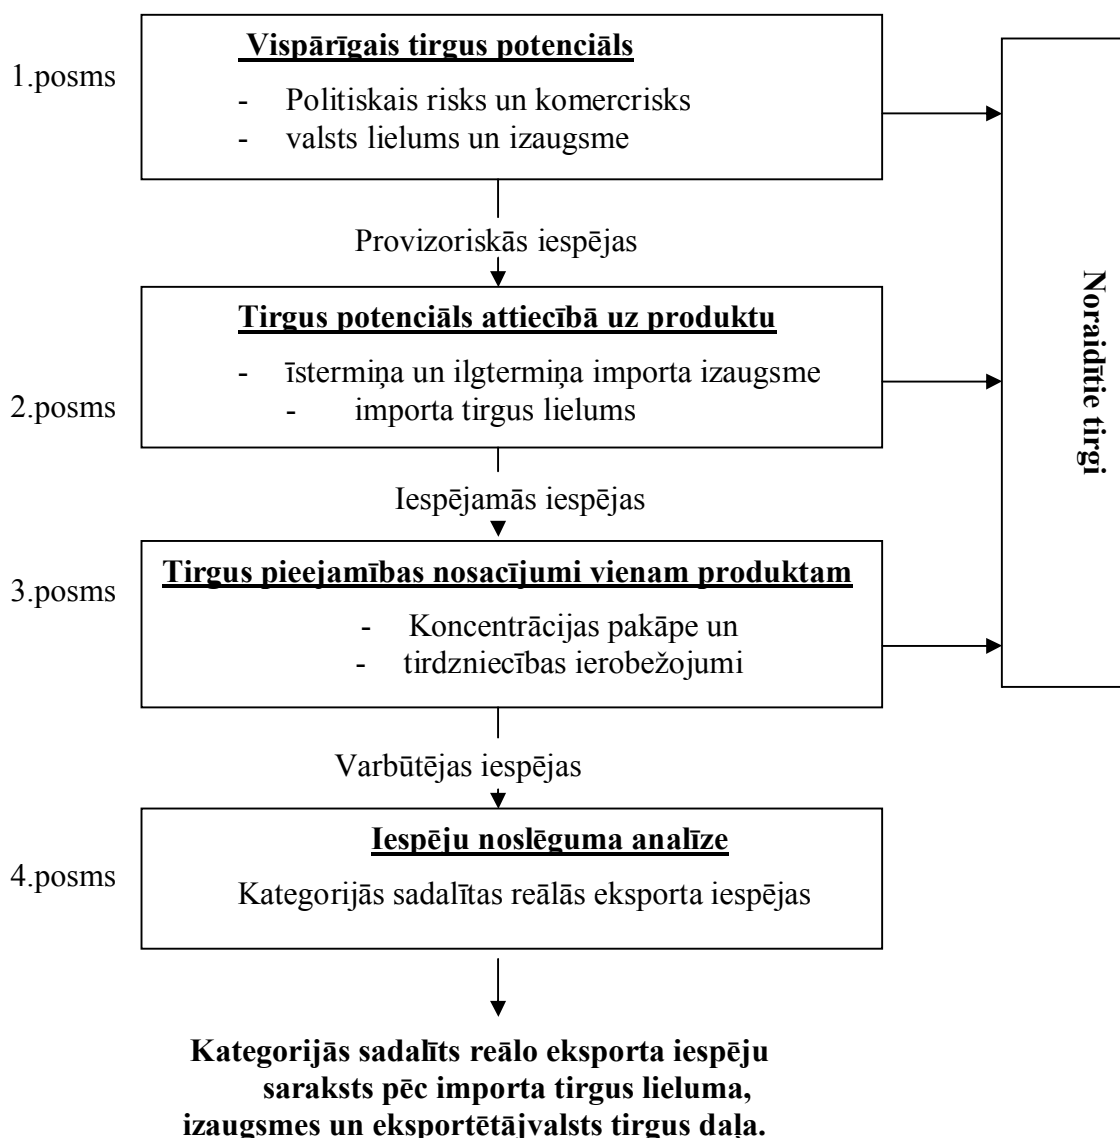 Vispārīgais tirgus potenciāls
1.posms
- Politiskais risks un komercrisks
- valsts lielums un izaugsme
Provizoriskās iespējas
Tirgus potenciāls attiecībā uz produktu
- īstermiņa un ilgtermiņa importa izaugsme
- importa tirgus lielums
2.posms
Iespējamās iespējas
Tirgus pieejamības nosacījumi vienam produktam
3.posms
- Koncentrācijas pakāpe un
- tirdzniecības ierobežojumi
Varbūtējas iespējas
Iespēju noslēguma analīze
4.posms
Kategorijās sadalītas reālās eksporta iespējas
Kategorijās sadalīts reālo eksporta iespēju
saraksts pēc importa tirgus lieluma,
izaugsmes un eksportētājvalsts tirgus daļa.
Noraidītie tirgi